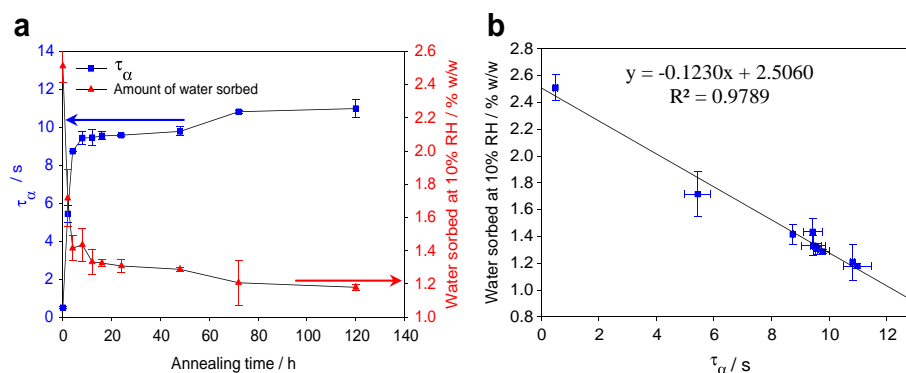 a
14
12
10
8
6
4
2
0
τα / s
2.6
2.4
2.2
2.0
1.8
1.6
1.4
1.2
1.0
Water sorbed at 10% RH / % w/w
τα
Amount of water sorbed
0 20 40 60 80 100 120 140
Annealing time / h
b
2.8
2.6
2.4
2.2
2.0
1.8
1.6
1.4
1.2
1.0
0.8
Water sorbed at 10% RH / % w/w
y = -0.1230x + 2.5060
R² = 0.9789
0 2 4 6 8 10 12
τα / s